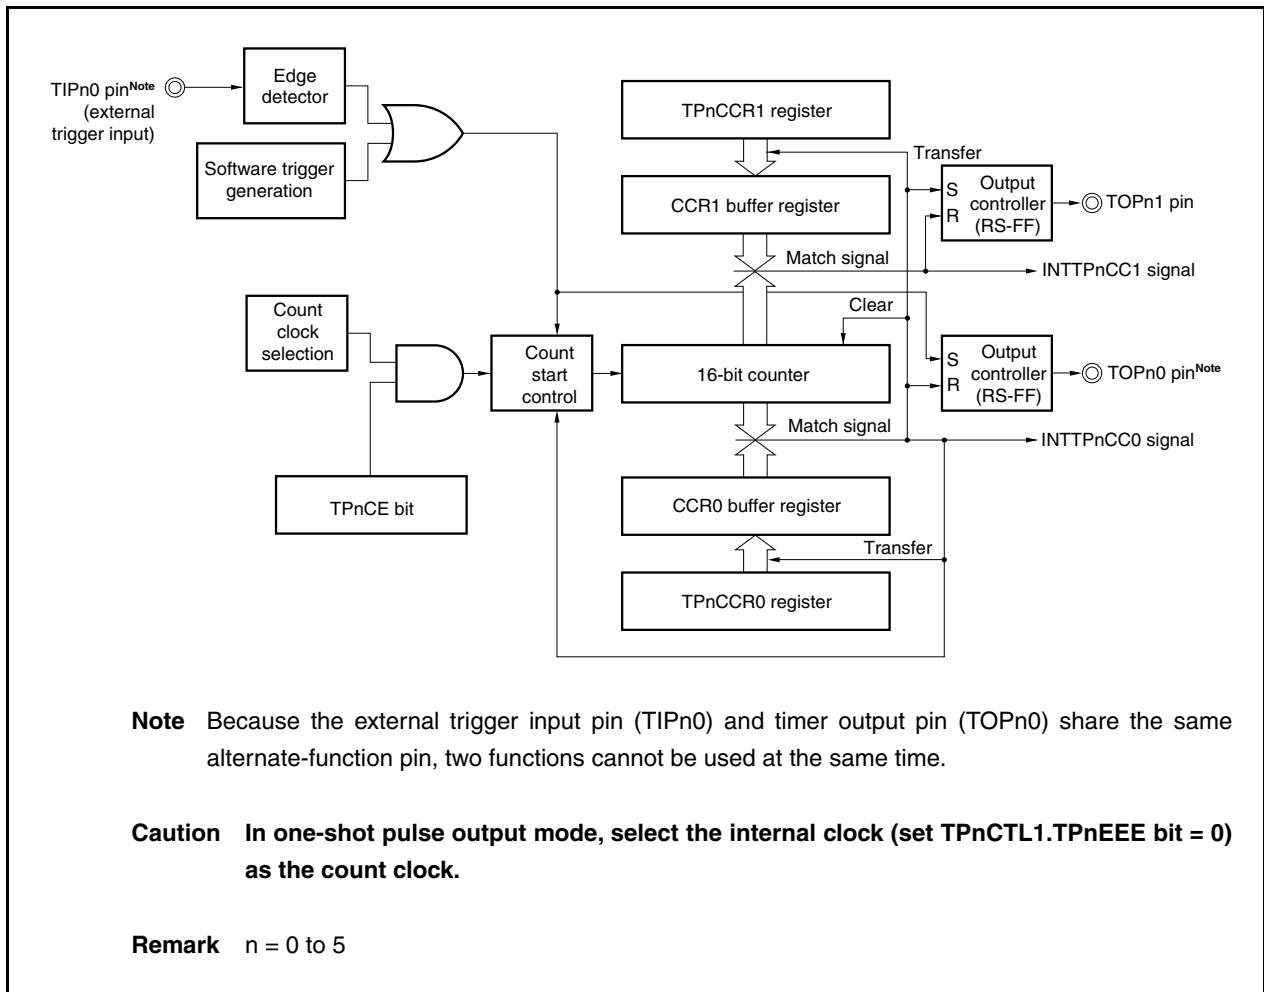 TIPn0 pinNote
(external
trigger input)
Edge
detector
Software trigger
generation
TPnCCR1 register
Transfer
CCR1 buffer register
S
R
Output
controller
(RS-FF)
TOPn1 pin
Match signal
INTTPnCC1 signal
Count
clock
selection
Clear
Count
start
control
16-bit counter
S
R
Output
controller
(RS-FF)
TOPn0 pinNote
Match signal
INTTPnCC0 signal
TPnCE bit
CCR0 buffer register
Transfer
TPnCCR0 register
Note Because the external trigger input pin (TIPn0) and timer output pin (TOPn0) share the same
alternate-function pin, two functions cannot be used at the same time.
Caution In one-shot pulse output mode, select the internal clock (set TPnCTL1.TPnEEE bit = 0)
as the count clock.
Remark n = 0 to 5